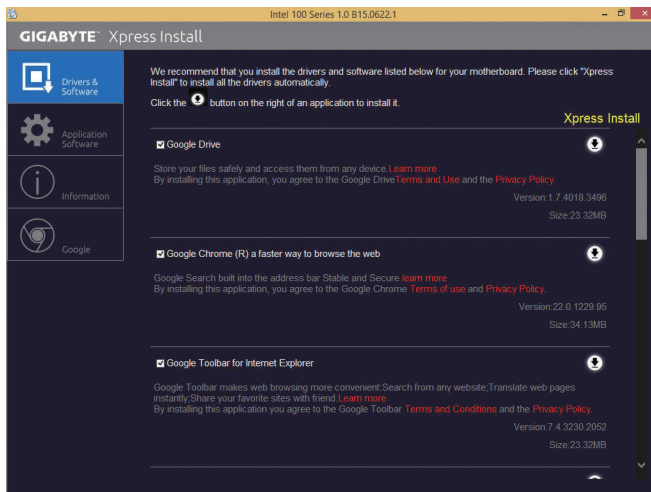 Intel 100 Series 1.0 B15.0622.1
GIGABYTE™ Xpress Install
Drivers &
Software
Application
Software
Information
Google
We recommend that you install the drivers and software listed below for your motherboard. Please click "Xpress
Install" to install all the drivers automatically.
Click the button on the right of an application to install it.
Xpress Install
Google Drive
Store your files safely and access them from any device.Learn more
By installing this application, you agree to the Google DriveTerms and Use and the Privacy Policy.
Version:1.7.4018.3496
Size:23.32MB
Google Chrome (R) a faster way to browse the web
Google Search built into the address bar Stable and Secure learn more
By installing this application, you agree to the Google Chrome Terms of use and Privacy Policy.
Version:22.0.1229.95
Size:34.13MB
Google Toolbar for Internet Explorer
Google Toolbar makes web browsing more convenient:Search from any website;Translate web pages
instantly;Share your favorite sites with friend.Learn more
By installing this application you agree to the Google Toolbar Terms and Conditions and the Privacy Policy.
Version:7.4.3230.2052
Size:23.32MB